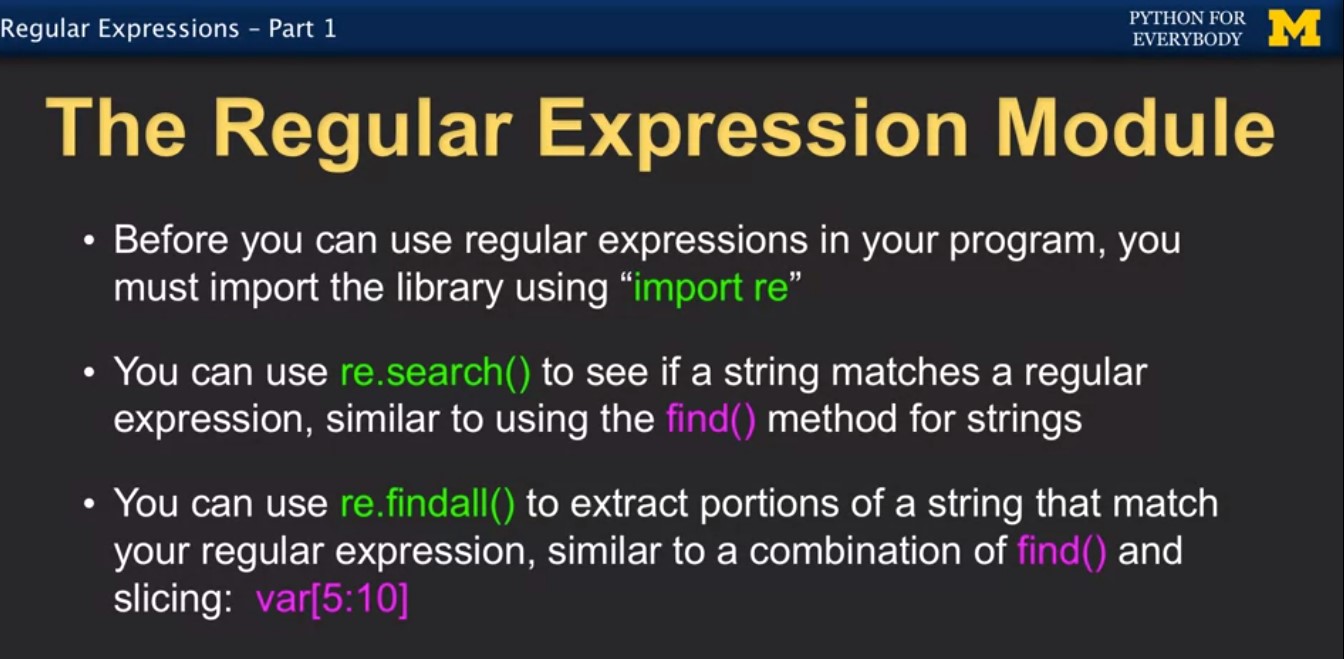 Regular Expressions – Part 1
PYTHON FOR
EVERYBODY
M
The Regular Expression Module
• Before you can use regular expressions in your program, you
must import the library using “import re”
• You can use re.search() to see if a string matches a regular
expression, similar to using the find() method for strings
• You can use re.findall() to extract portions of a string that match
your regular expression, similar to a combination of find() and
slicing: var[5:10]